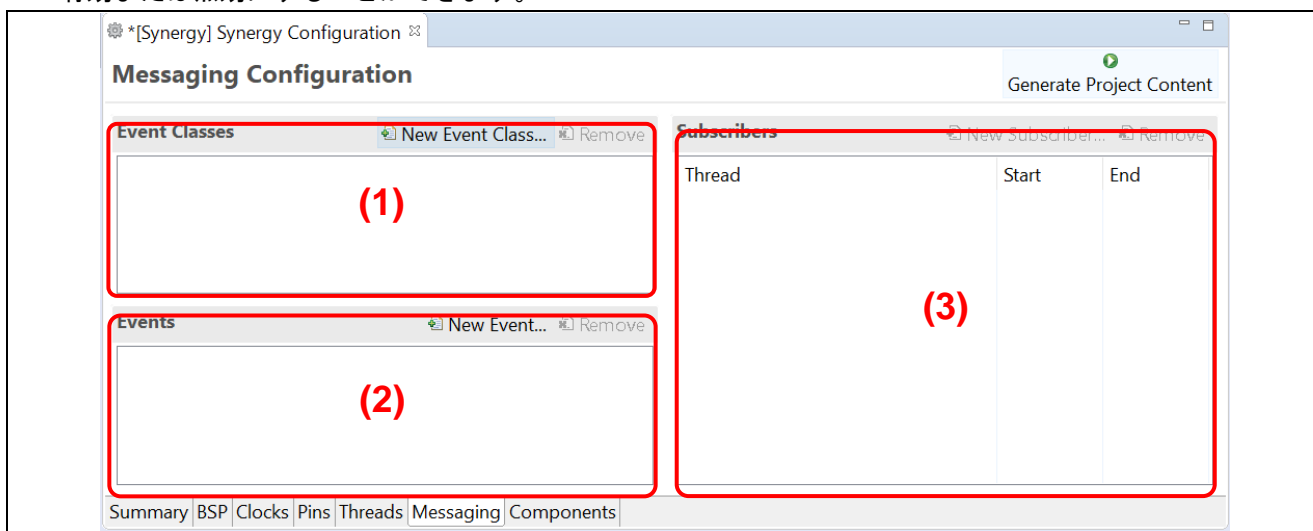 *[Synergy] Synergy Configuration
Messaging Configuration
Generate Project Content
Event Classes
New Event Class... Remove
(1)
Events
New Event... Remove
(2)
Subscribers
New Subscriber... Remove
Thread Start End
(3)
Summary BSP Clocks Pins Threads Messaging Components